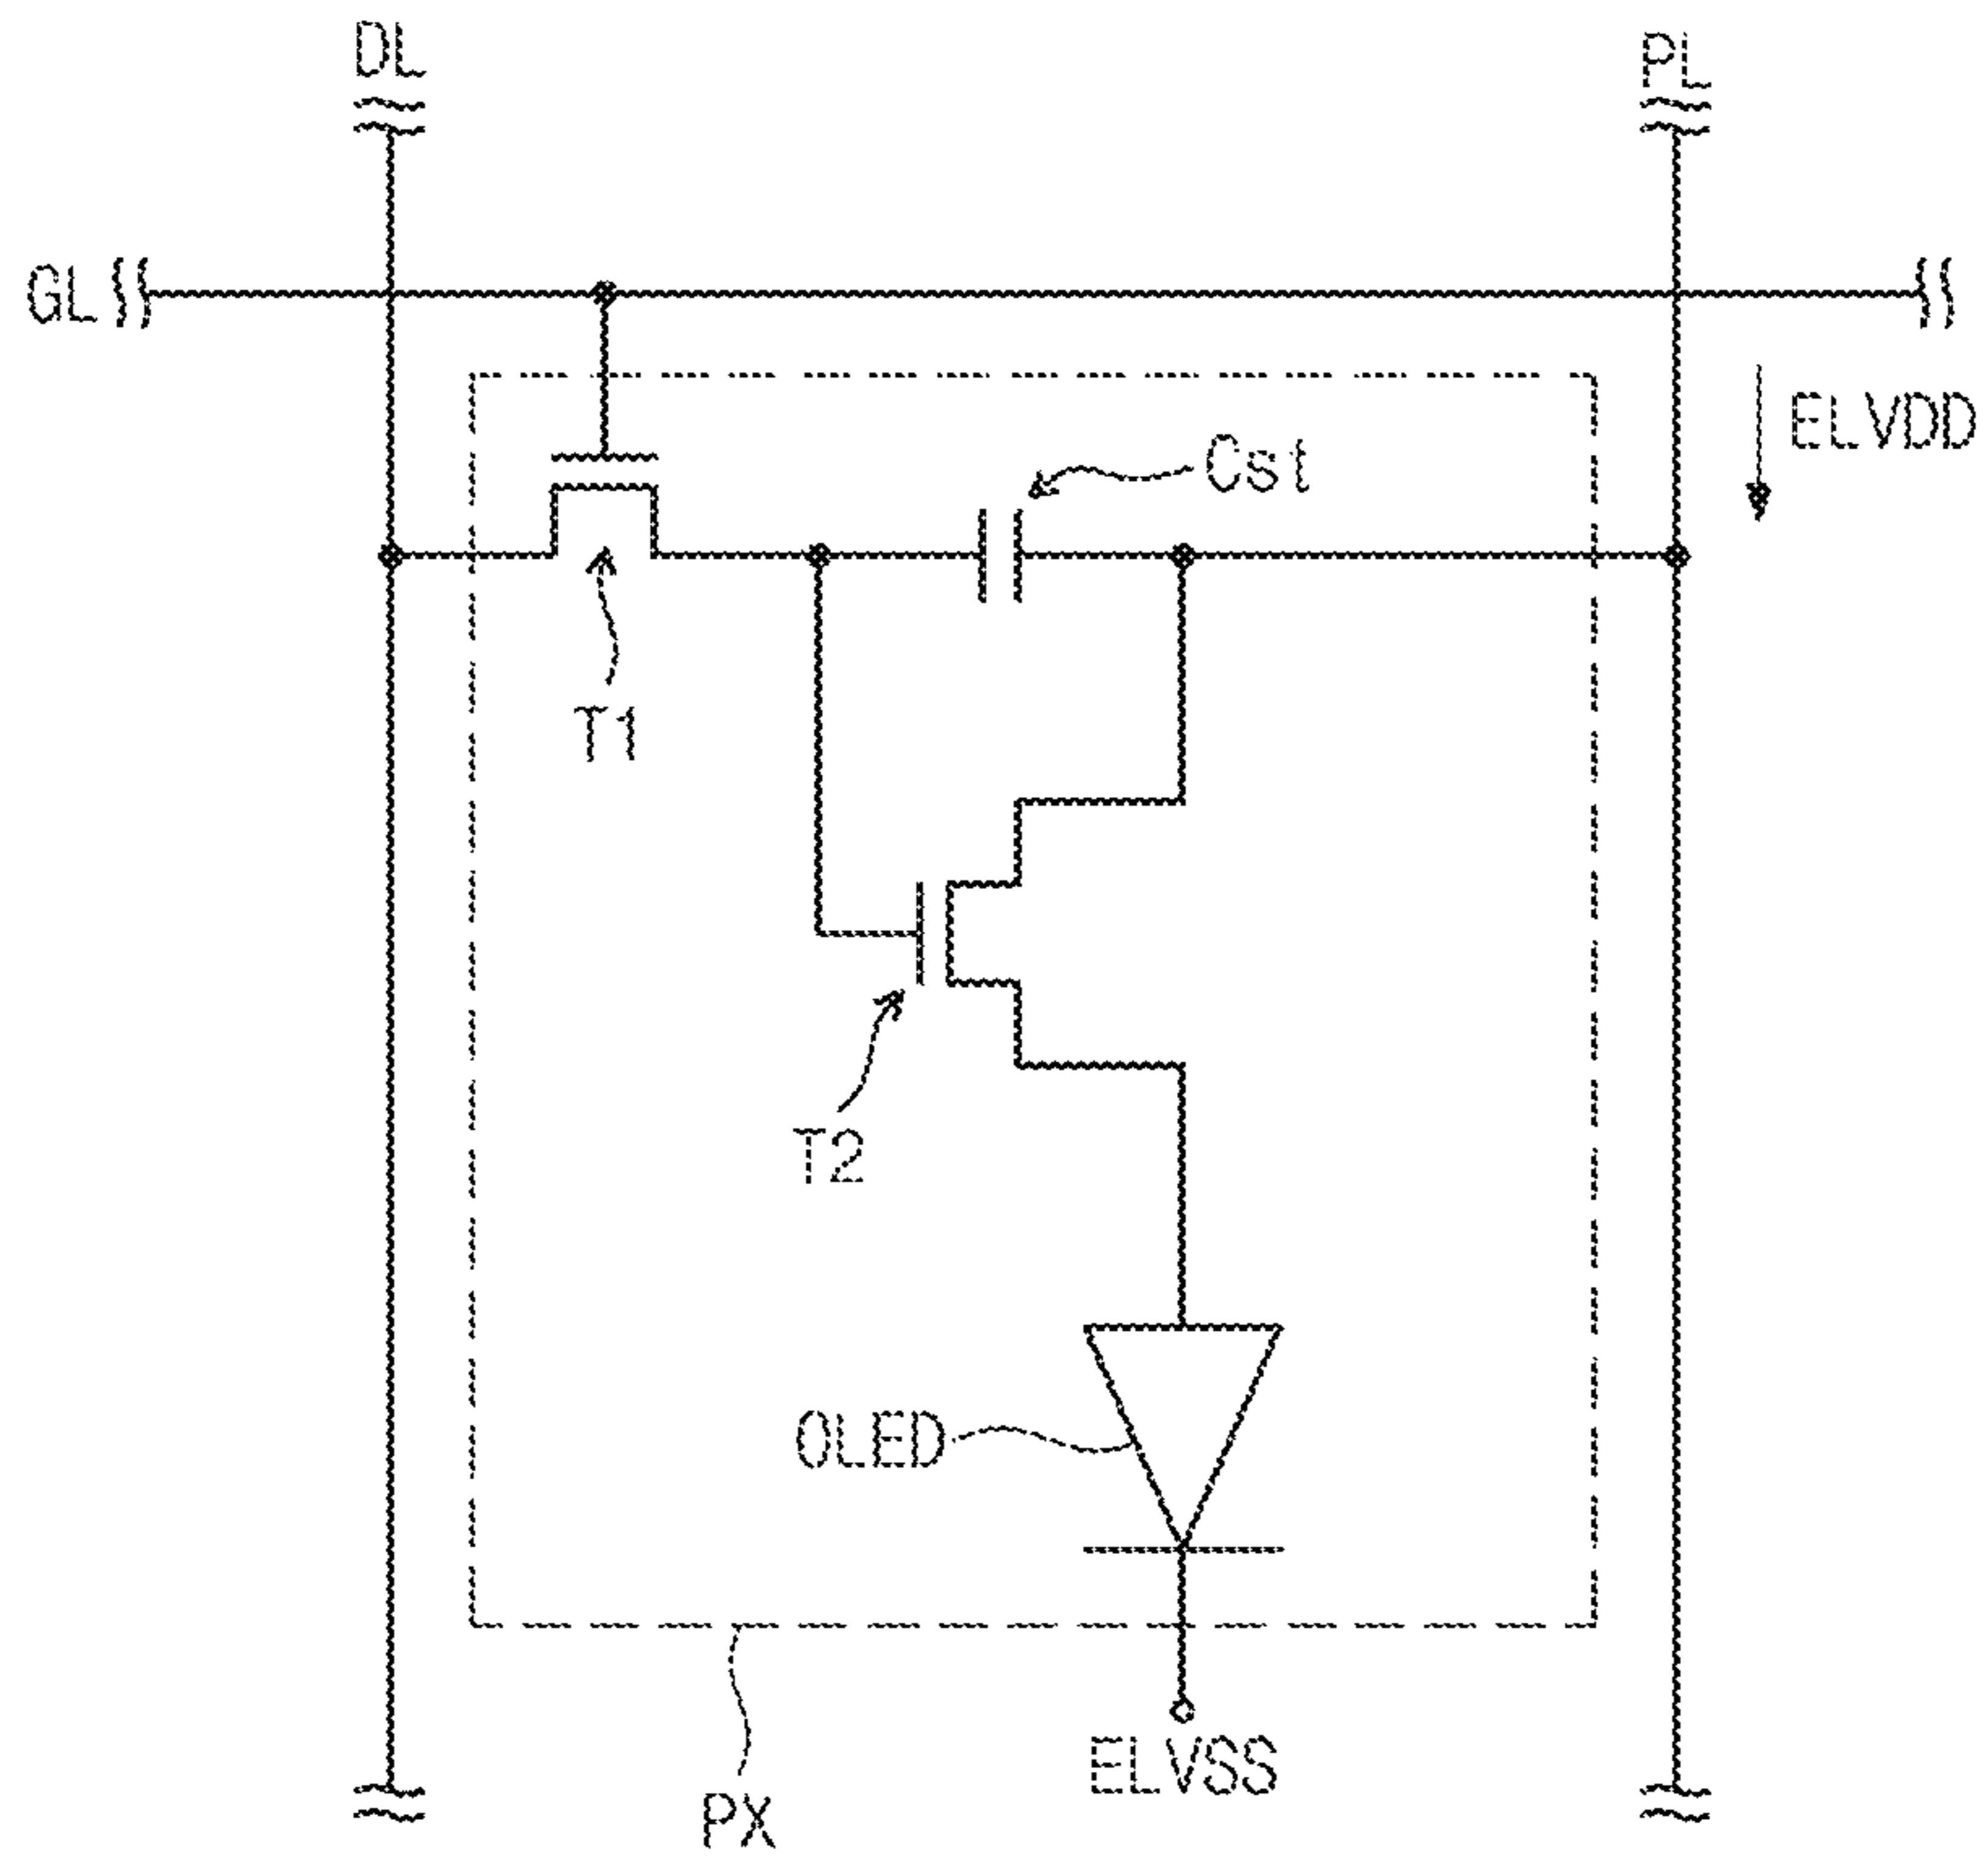 DL
PL
GL
ELVDD
Cst
T1
T2
OLED
ELVSS
PX